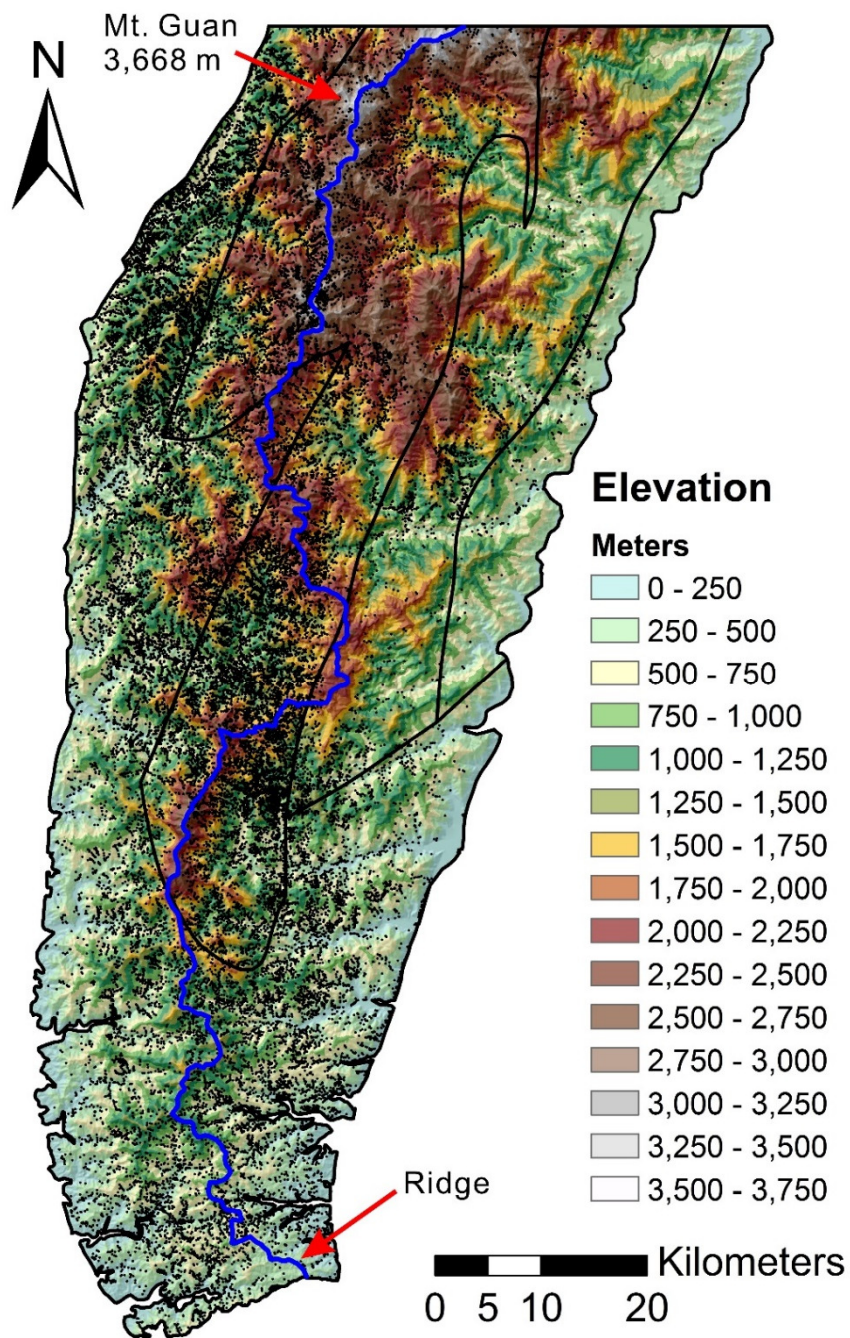 Mt. Guan
3,668 m
N
Elevation
Meters
0 - 250
250 - 500
500 - 750
750 - 1,000
1,000 - 1,250
1,250 - 1,500
1,500 - 1,750
1,750 - 2,000
2,000 - 2,250
2,250 - 2,500
2,500 - 2,750
2,750 - 3,000
3,000 - 3,250
3,250 - 3,500
3,500 - 3,750
Ridge
Kilometers
0 5 10 20